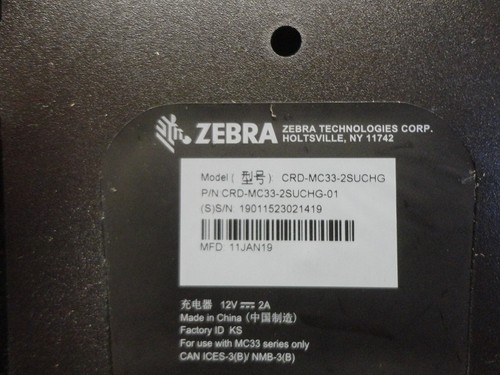 ZEBRA ZEBRA TECHNOLOGIES CORP.
HOLTSVILLE, NY 11742
Model (型号): CRD-MC33-2SUCHG
P/N:CRD-MC33-2SUCHG-01
(S)S/N 19011523021419
MFD 11JAN19
充电器 12V⎓2A
Made in China (中国制造)
Factory ID KS
For use with MC33 series only
CAN ICES-3(B)/ NMB-3(B)